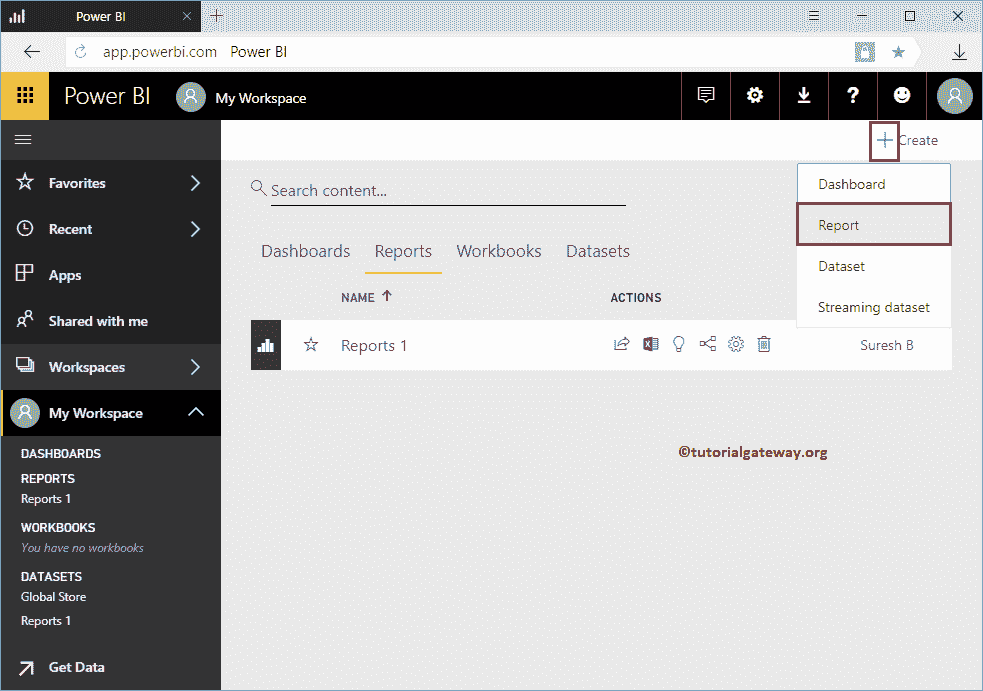 Power BI
app.powerbi.com Power BI
Power BI My Workspace
Create
Favorites
Recent
Apps
Shared with me
Workspaces
My Workspace
DASHBOARDS
REPORTS
Reports 1
WORKBOOKS
You have no workbooks
DATASETS
Global Store
Reports 1
Get Data
Search content...
Dashboard
Report
Dataset
Streaming dataset
Dashboards Reports Workbooks Datasets
NAME ACTIONS
Reports 1 Suresh B
©tutorialgateway.org